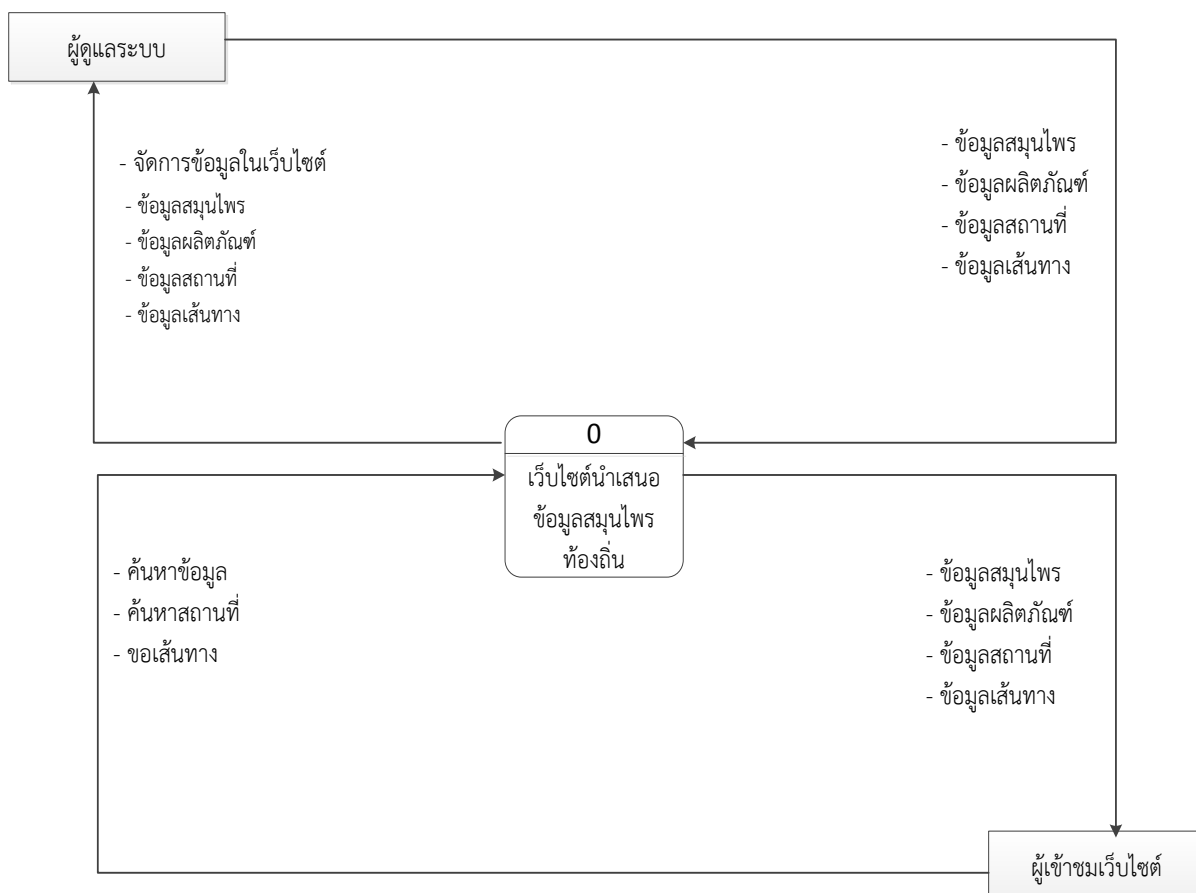 ผู้ดูแลระบบ
- จัดการข้อมูลในเว็บไซต์
- ข้อมูลสมุนไพร
- ข้อมูลผลิตภัณฑ์
- ข้อมูลสถานที่
- ข้อมูลเส้นทาง
- ข้อมูลสมุนไพร
- ข้อมูลผลิตภัณฑ์
- ข้อมูลสถานที่
- ข้อมูลเส้นทาง
0
เว็บไซต์นำเสนอ
ข้อมูลสมุนไพร
ท้องถิ่น
- ค้นหาข้อมูล
- ค้นหาสถานที่
- ขอเส้นทาง
- ข้อมูลสมุนไพร
- ข้อมูลผลิตภัณฑ์
- ข้อมูลสถานที่
- ข้อมูลเส้นทาง
ผู้เข้าชมเว็บไซต์